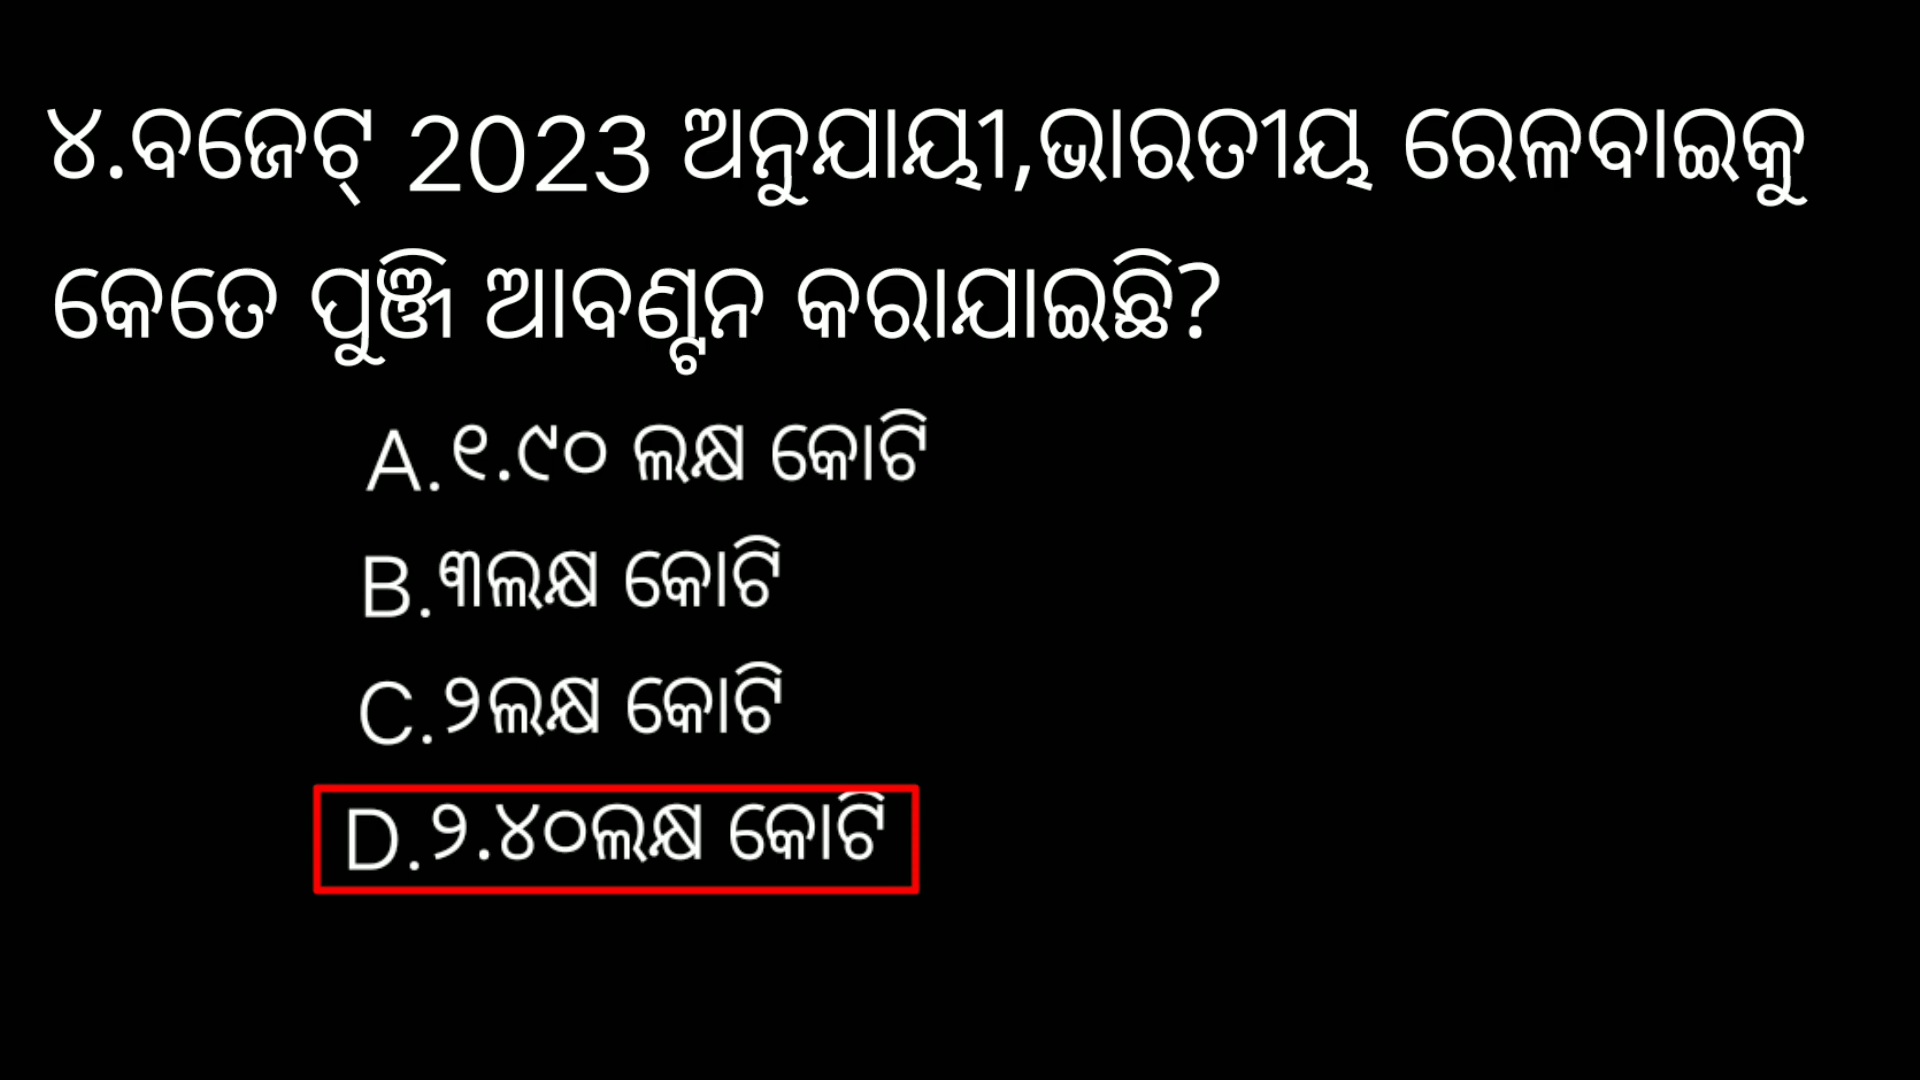 ୪.ବଜେଟ୍ 2023 ଅନୁଯାୟୀ,ଭାରତୀୟ ରେଳବାଇକୁ
କେତେ ପୁଞ୍ଜି ଆବଣ୍ଟନ କରାଯାଇଛି?
A.୧.୯୦ ଲକ୍ଷ କୋଟି
B.୩ଲକ୍ଷ କୋଟି
C.୨ଲକ୍ଷ କୋଟି
D.୨.୪୦ଲକ୍ଷ କୋଟି